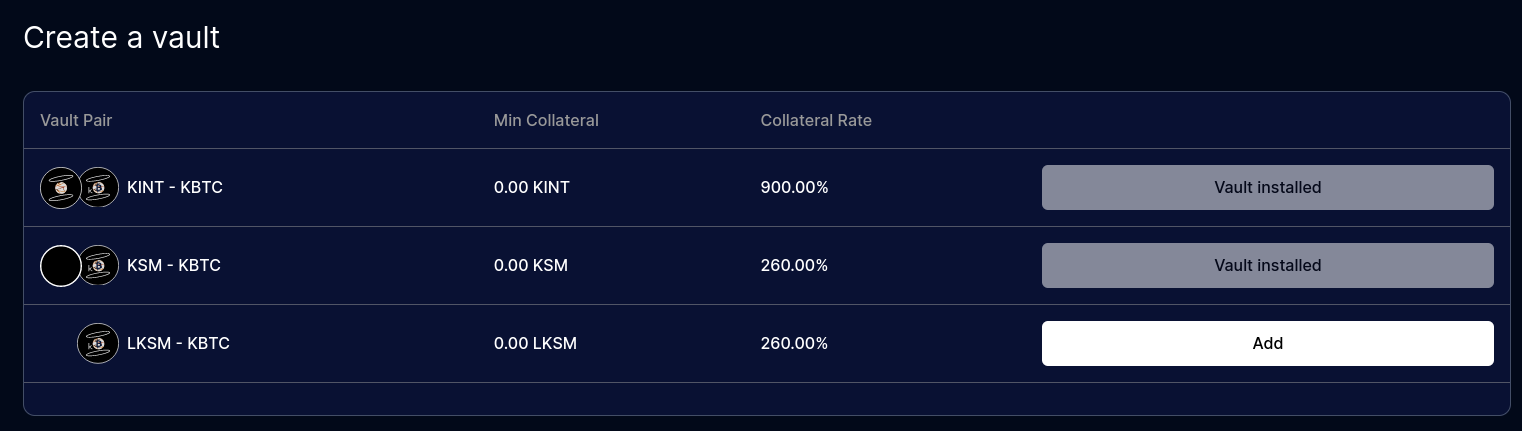 Create a vault
Vault Pair Min Collateral Collateral Rate
KINT - KBTC 0.00 KINT 900.00% Vault installed
KSM - KBTC 0.00 KSM 260.00% Vault installed
LKSM - KBTC 0.00 LKSM 260.00% Add